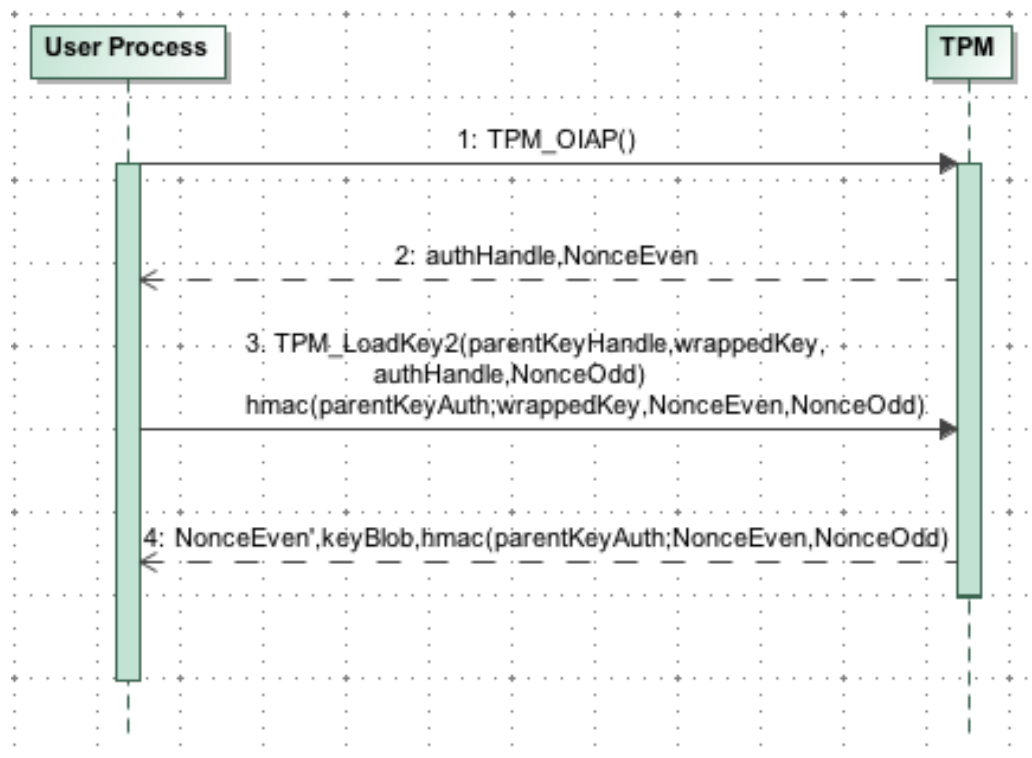 User Process
TPM
1: TPM_OIAP()
2: authHandle,NonceEven
3. TPM_LoadKey2(parentKeyHandle,wrappedKey,
authHandle,NonceOdd)
hmac(parentKeyAuth;wrappedKey,NonceEven,NonceOdd)
4: NonceEven',keyBlob,hmac(parentKeyAuth;NonceEven,NonceOdd)